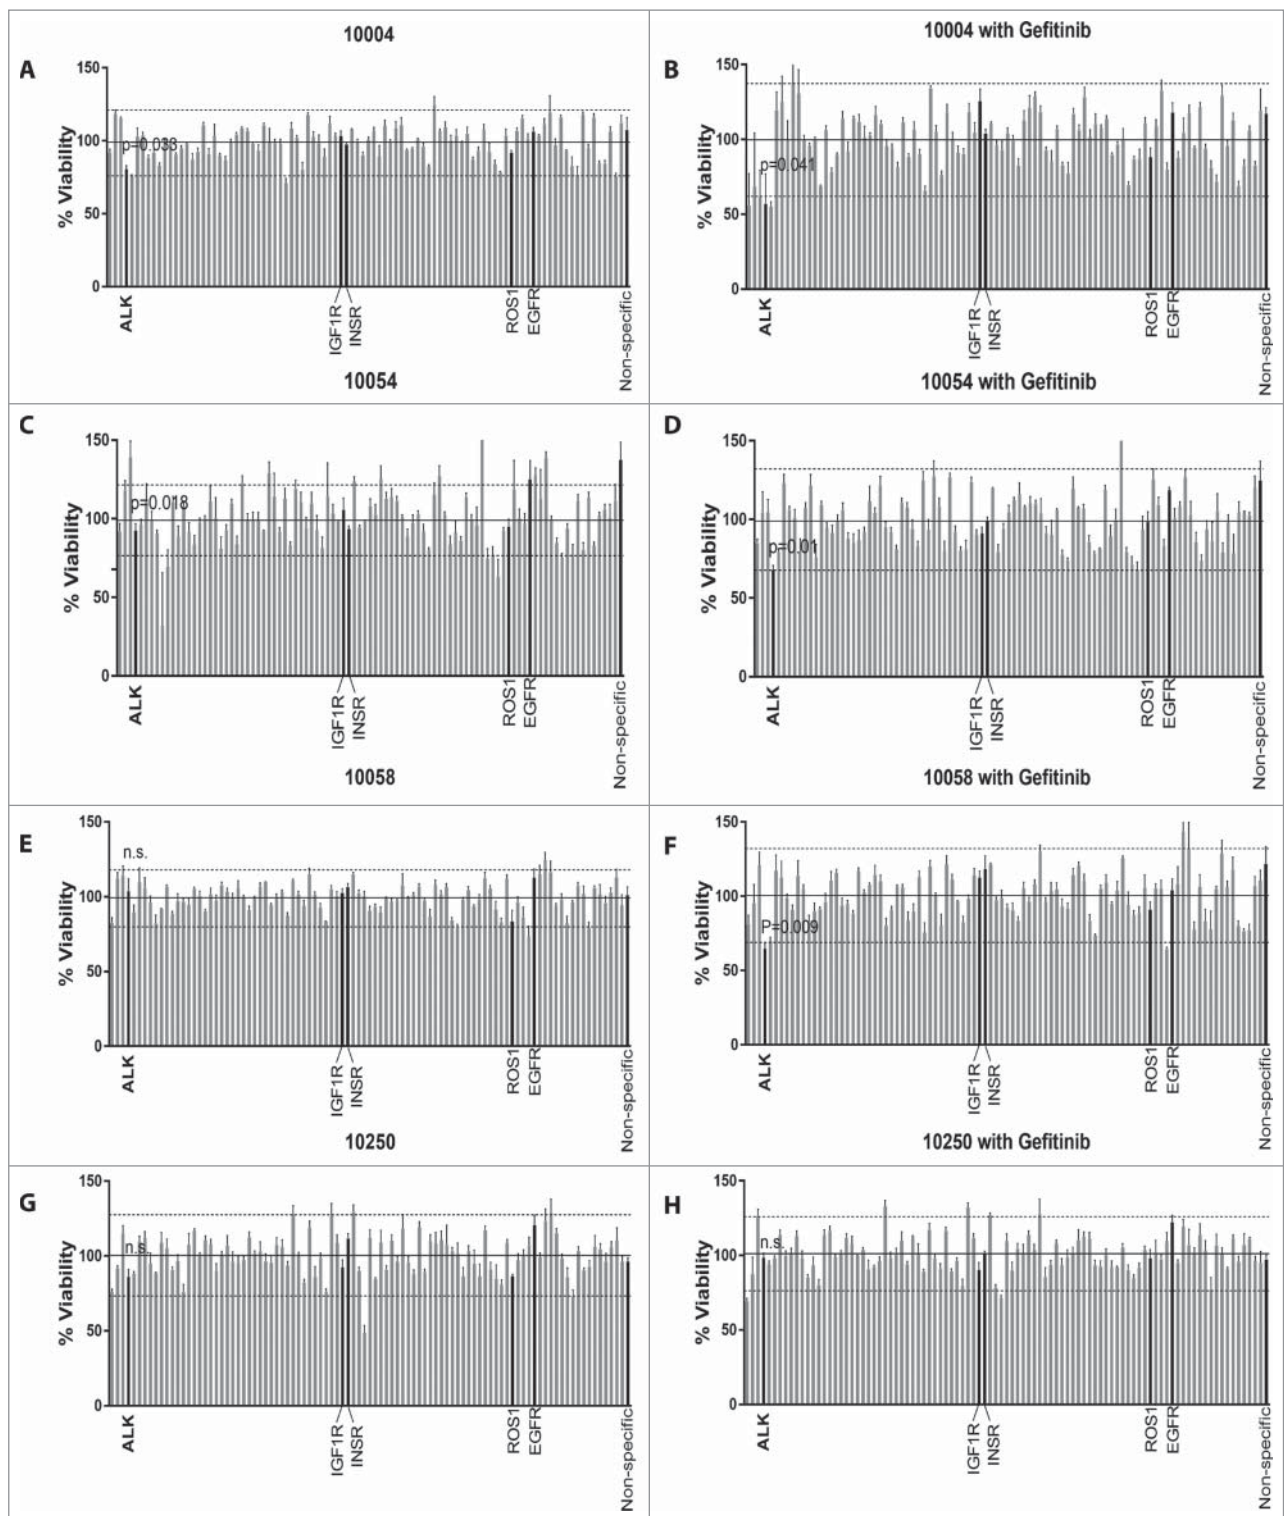 10004
A
% Viability
150
100
50
0
p=0.033
ALK
IGF1R
INSR
ROS1
EGFR
Non-specific
10004 with Gefitinib
B
% Viability
150
100
50
0
p=0.041
ALK
IGF1R
INSR
ROS1
EGFR
Non-specific
10054
C
% Viability
150
100
50
0
p=0.018
ALK
IGF1R
INSR
ROS1
EGFR
Non-specific
10054 with Gefitinib
D
% Viability
150
100
50
0
p=0.01
ALK
IGF1R
INSR
ROS1
EGFR
Non-specific
10058
E
% Viability
150
100
50
0
n.s.
ALK
IGF1R
INSR
ROS1
EGFR
Non-specific
10058 with Gefitinib
F
% Viability
150
100
50
0
P=0.009
ALK
IGF1R
INSR
ROS1
EGFR
Non-specific
10250
G
% Viability
150
100
50
0
n.s.
ALK
IGF1R
INSR
ROS1
EGFR
Non-specific
10250 with Gefitinib
H
% Viability
150
100
50
0
n.s.
ALK
IGF1R
INSR
ROS1
EGFR
Non-specific